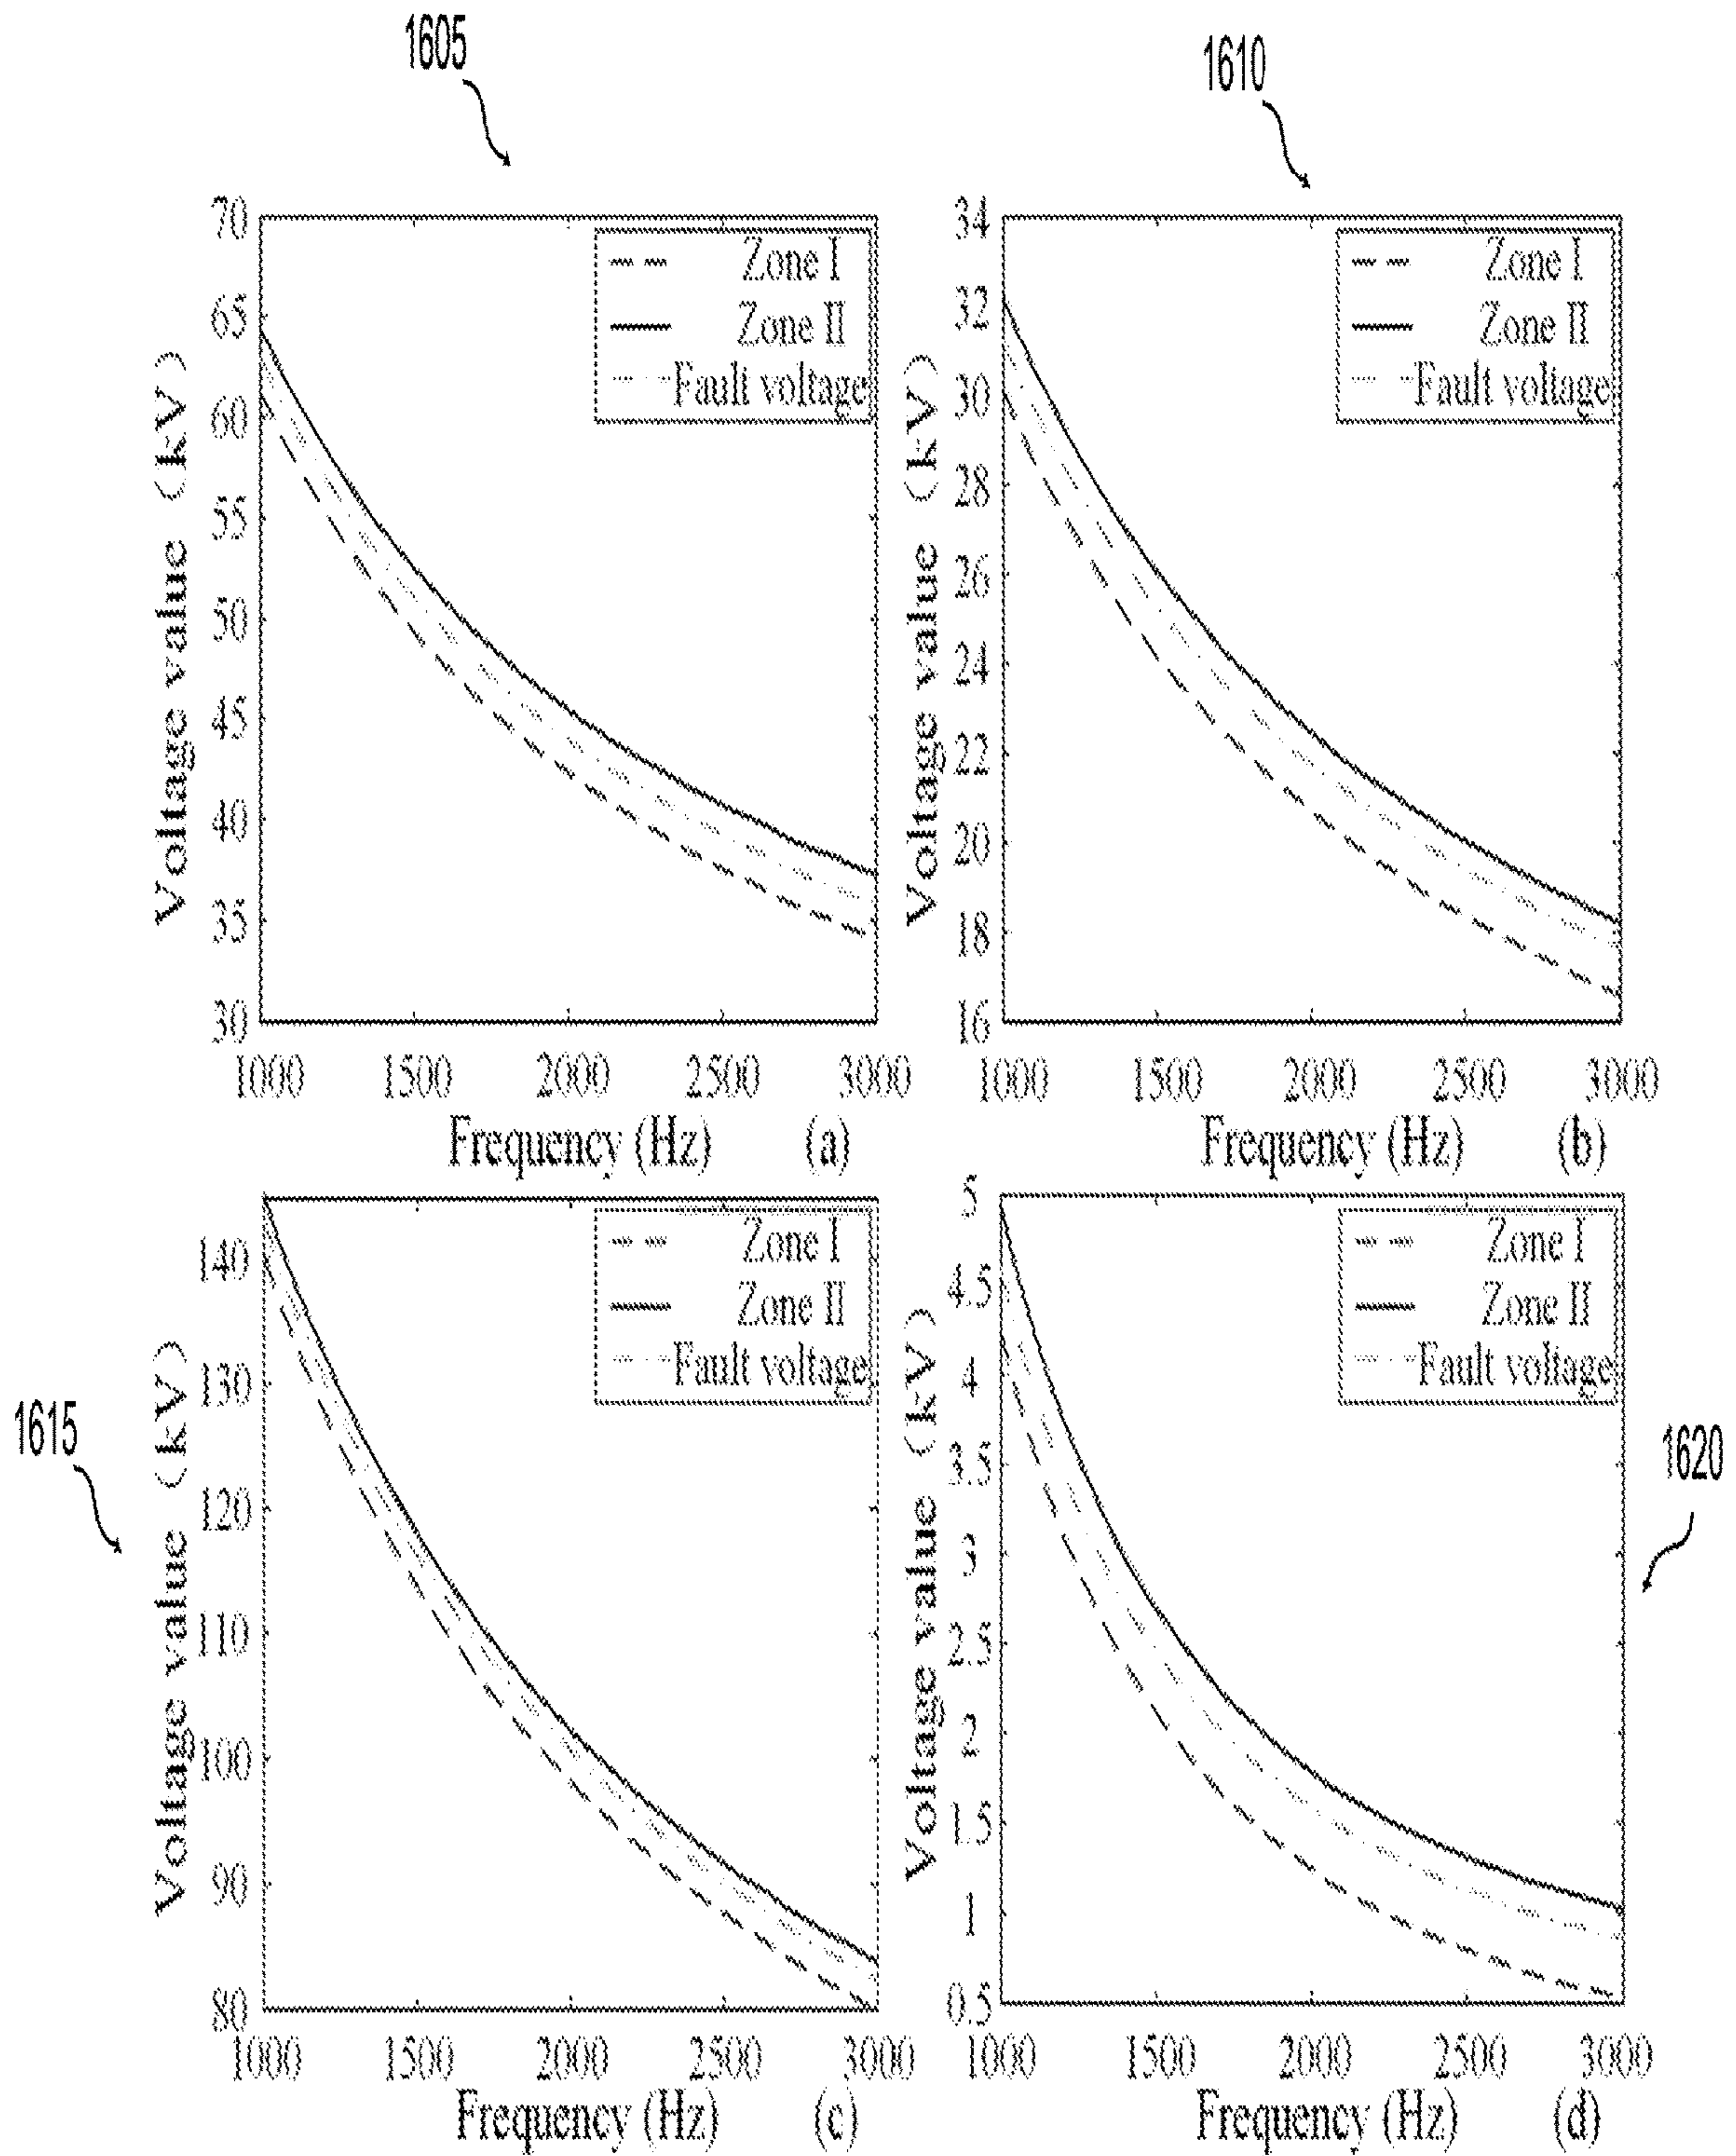 1605
1610
70
65
60
55
50
45
40
35
30
Voltage value (kV)
Zone I
Zone II
Fault voltage
1000 1500 2000 2500 3000
Frequency (Hz) (a)
34
32
30
28
26
24
22
20
18
16
Voltage value (kV)
Zone I
Zone II
Fault voltage
1000 1500 2000 2500 3000
Frequency (Hz) (b)
1615
140
130
120
110
100
90
80
Voltage value (kV)
Zone I
Zone II
Fault voltage
1000 1500 2000 2500 3000
Frequency (Hz) (c)
5
4.5
4
3.5
3
2.5
2
1.5
1
0.5
Voltage value (kV)
Zone I
Zone II
Fault voltage
1000 1500 2000 2500 3000
Frequency (Hz) (d)
1620